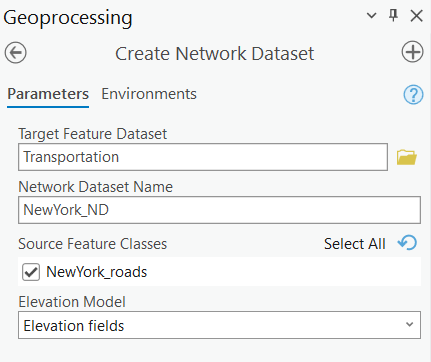 Geoprocessing
Create Network Dataset
Parameters Environments
Target Feature Dataset
Transportation
Network Dataset Name
NewYork_ND
Source Feature Classes Select All
NewYork_roads
Elevation Model
Elevation fields